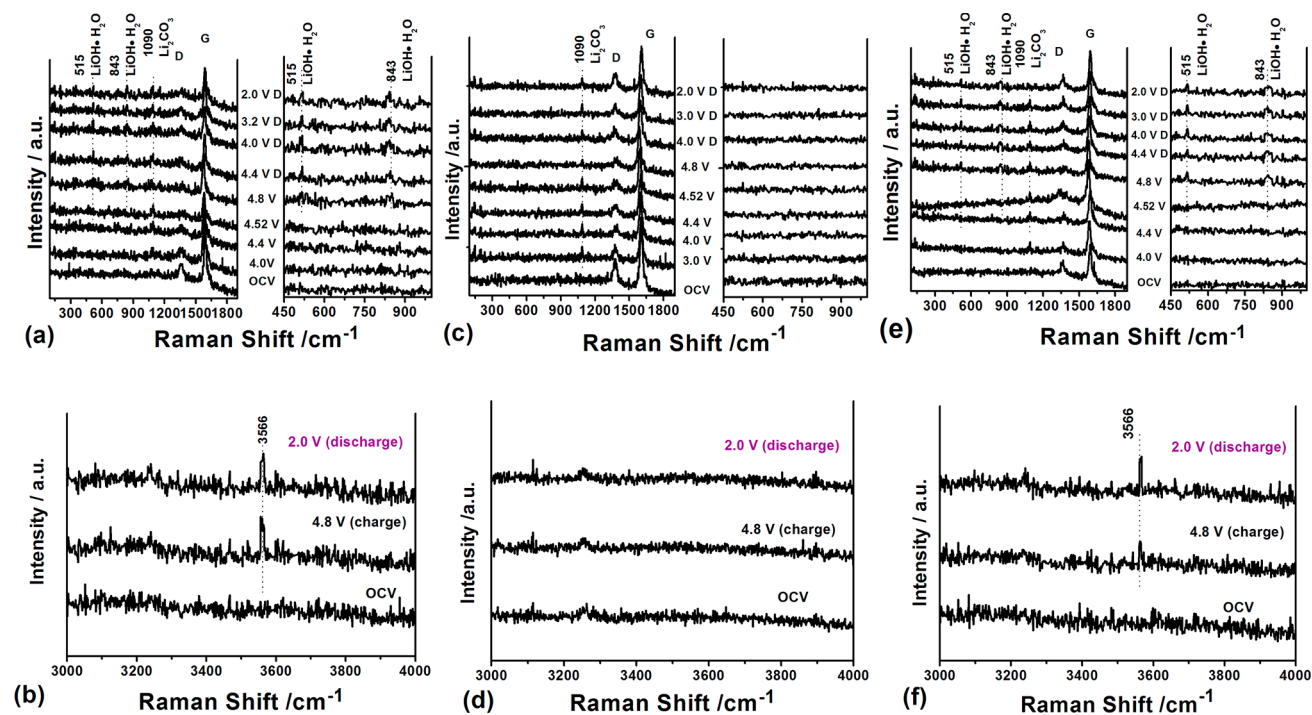 515
LiOH• H2O
843
LiOH• H2O
1090
Li2CO3
D
G
515
LiOH• H2O
843
LiOH• H2O
2.0 V D
3.2 V D
4.0 V D
4.4 V D
4.8 V
4.52 V
4.4 V
4.0V
OCV
Intensity / a.u.
300 600 900 1200 1500 1800
450 600 750 900
(a)
Raman Shift /cm-1
1090
Li2CO3
D
G
2.0 V D
3.0 V D
4.0 V D
4.8 V
4.52 V
4.4 V
4.0 V
3.0 V
OCV
Intensity /a.u.
300 600 900 1200 1500 1800
450 600 750 900
(c)
Raman Shift /cm-1
515
LiOH• H2O
843
LiOH• H2O
1090
Li2CO3
D
G
515
LiOH• H2O
843
LiOH• H2O
2.0 V D
3.0 V D
4.0 V D
4.4 V D
4.8 V
4.52 V
4.4 V
4.0 V
OCV
Intensity / a.u.
300 600 900 1200 1500 1800
450 600 750 900
(e)
Raman Shift /cm-1
3566
2.0 V (discharge)
4.8 V (charge)
OCV
Intensity / a.u.
3000 3200 3400 3600 3800 4000
(b)
Raman Shift /cm-1
2.0 V (discharge)
4.8 V (charge)
OCV
Intensity /a.u.
3000 3200 3400 3600 3800 4000
(d)
Raman Shift /cm-1
3566
2.0 V (discharge)
4.8 V (charge)
OCV
Intensity / a.u.
3000 3200 3400 3600 3800 4000
(f)
Raman Shift /cm-1